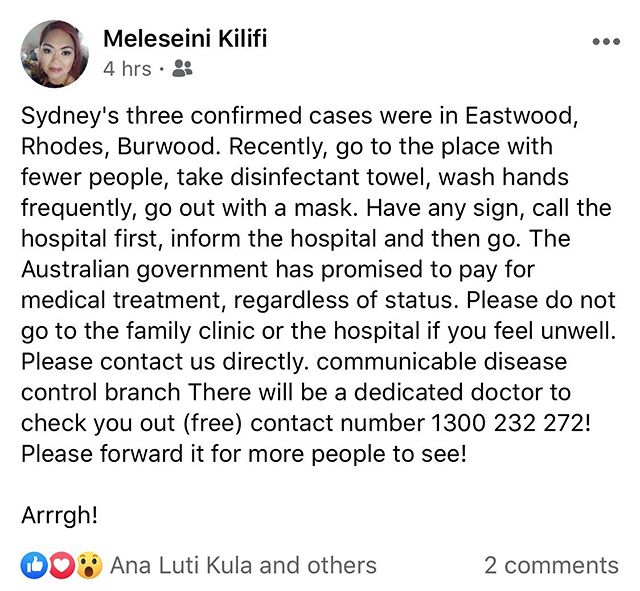 Meleseini Kilifi
4 hrs ·
Sydney's three confirmed cases were in Eastwood,
Rhodes, Burwood. Recently, go to the place with
fewer people, take disinfectant towel, wash hands
frequently, go out with a mask. Have any sign, call the
hospital first, inform the hospital and then go. The
Australian government has promised to pay for
medical treatment, regardless of status. Please do not
go to the family clinic or the hospital if you feel unwell.
Please contact us directly. communicable disease
control branch There will be a dedicated doctor to
check you out (free) contact number 1300 232 272!
Please forward it for more people to see!
Arrrgh!
Ana Luti Kula and others 2 comments